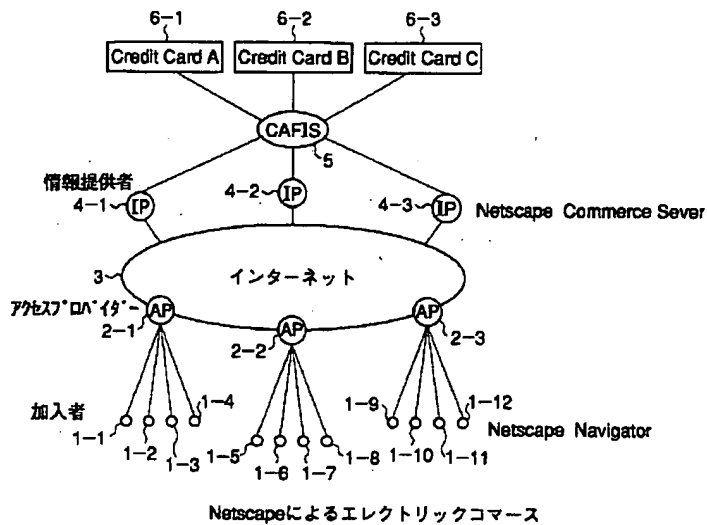 6-1 6-2 6-3
Credit Card A Credit Card B Credit Card C
CAFIS
5
情報提供者
4-1 IP 4-2 IP 4-3 IP Netscape Commerce Sever
3 インターネット
アクセスプロバイダー
AP AP AP
2-1 2-2 2-3
加入者
1-1 1-2 1-3 1-4 1-5 1-6 1-7 1-8 1-9 1-10 1-11 1-12
Netscape Navigator
Netscapeによるエレクトリックコマース